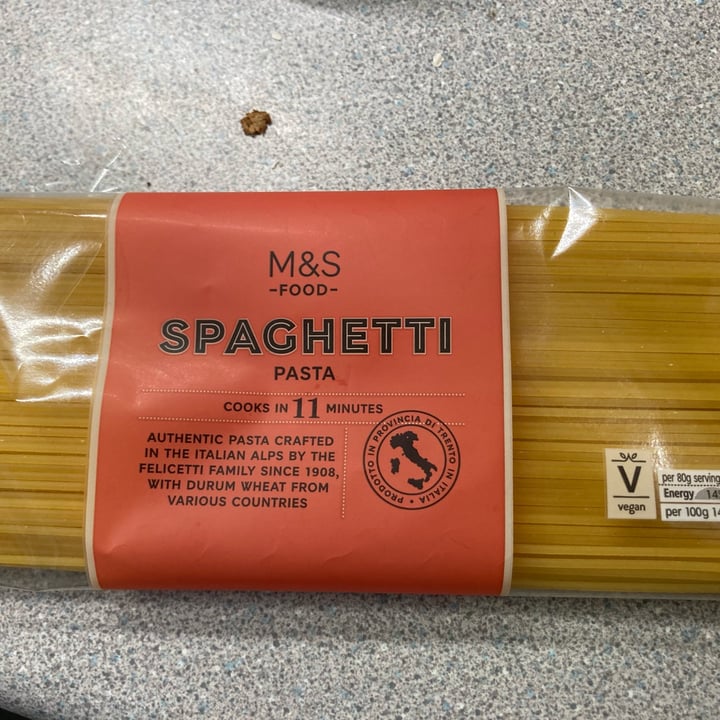 M&S
-FOOD-
SPAGHETTI
PASTA
COOKS IN 11 MINUTES
AUTHENTIC PASTA CRAFTED
IN THE ITALIAN ALPS BY THE
FELICETTI FAMILY SINCE 1908,
WITH DURUM WHEAT FROM
VARIOUS COUNTRIES
PRODOTTO IN PROVINCIA DI TRENTO IN ITALIA •
V
vegan
per 80g serving
Energy
per 100g